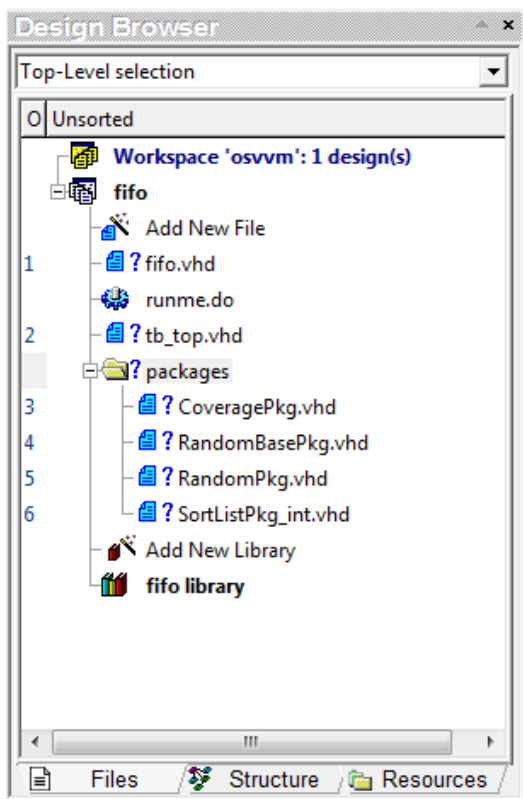 Design Browser
Top-Level selection
O Unsorted
Workspace 'osvvm': 1 design(s)
fifo
Add New File
1 ? fifo.vhd
runme.do
2 ? tb_top.vhd
? packages
3 ? CoveragePkg.vhd
4 ? RandomBasePkg.vhd
5 ? RandomPkg.vhd
6 ? SortListPkg_int.vhd
Add New Library
fifo library
Files Structure Resources